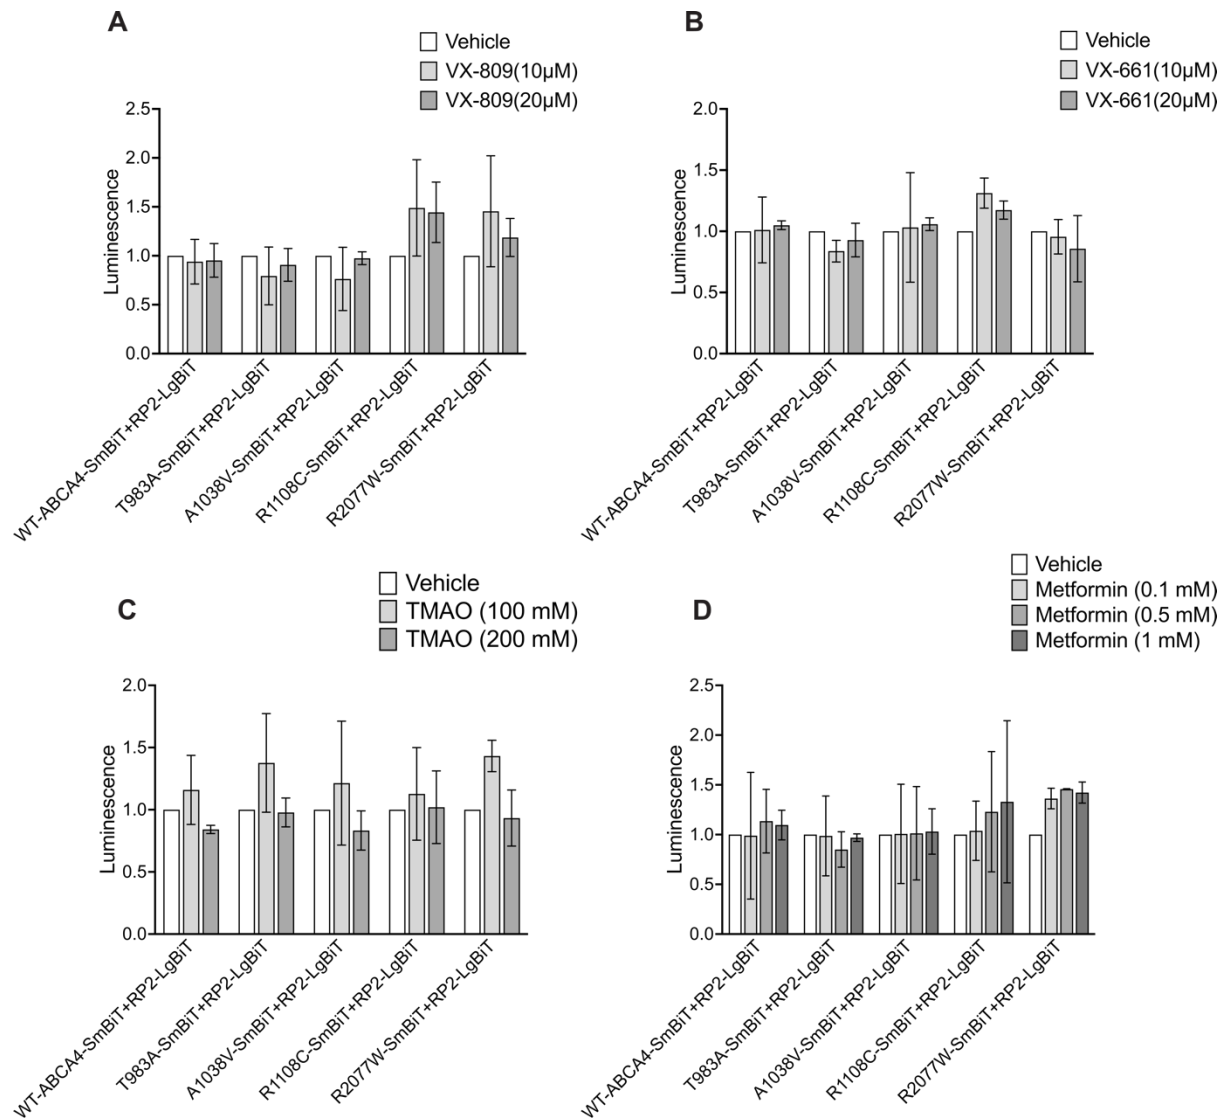 A
Vehicle
VX-809(10µM)
VX-809(20µM)
Luminescence
2.5
2.0
1.5
1.0
0.5
0.0
WT-ABCA4-SmBiT+RP2-LgBiT
T983A-SmBiT+RP2-LgBiT
A1038V-SmBiT+RP2-LgBiT
R1108C-SmBiT+RP2-LgBiT
R2077W-SmBiT+RP2-LgBiT
B
Vehicle
VX-661(10µM)
VX-661(20µM)
Luminescence
2.0
1.5
1.0
0.5
0.0
WT-ABCA4-SmBiT+RP2-LgBiT
T983A-SmBiT+RP2-LgBiT
A1038V-SmBiT+RP2-LgBiT
R1108C-SmBiT+RP2-LgBiT
R2077W-SmBiT+RP2-LgBiT
C
Vehicle
TMAO (100 mM)
TMAO (200 mM)
Luminescence
2.0
1.5
1.0
0.5
0.0
WT-ABCA4-SmBiT+RP2-LgBiT
T983A-SmBiT+RP2-LgBiT
A1038V-SmBiT+RP2-LgBiT
R1108C-SmBiT+RP2-LgBiT
R2077W-SmBiT+RP2-LgBiT
D
Vehicle
Metformin (0.1 mM)
Metformin (0.5 mM)
Metformin (1 mM)
Luminescence
2.5
2.0
1.5
1.0
0.5
0.0
WT-ABCA4-SmBiT+RP2-LgBiT
T983A-SmBiT+RP2-LgBiT
A1038V-SmBiT+RP2-LgBiT
R1108C-SmBiT+RP2-LgBiT
R2077W-SmBiT+RP2-LgBiT